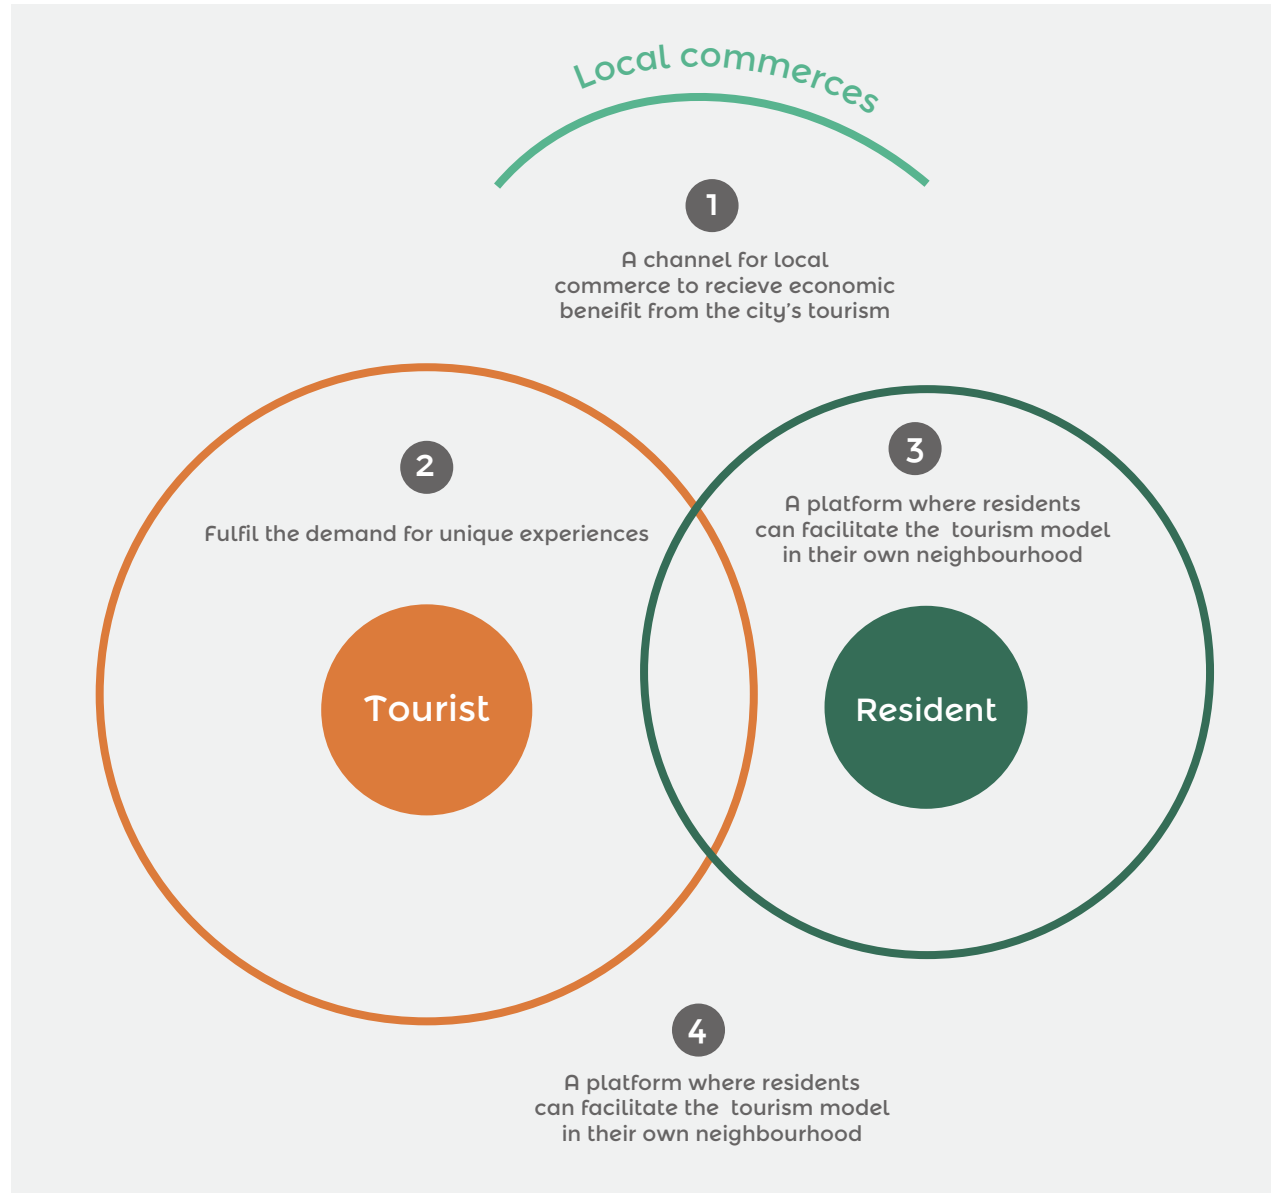 Local commerces
1
A channel for local
commerce to recieve economic
beneifit from the city's tourism
2
Fulfil the demand for unique experiences
3
A platform where residents
can facilitate the  tourism model
in their own neighbourhood
Tourist
Resident
4
A platform where residents
can facilitate the  tourism model
in their own neighbourhood